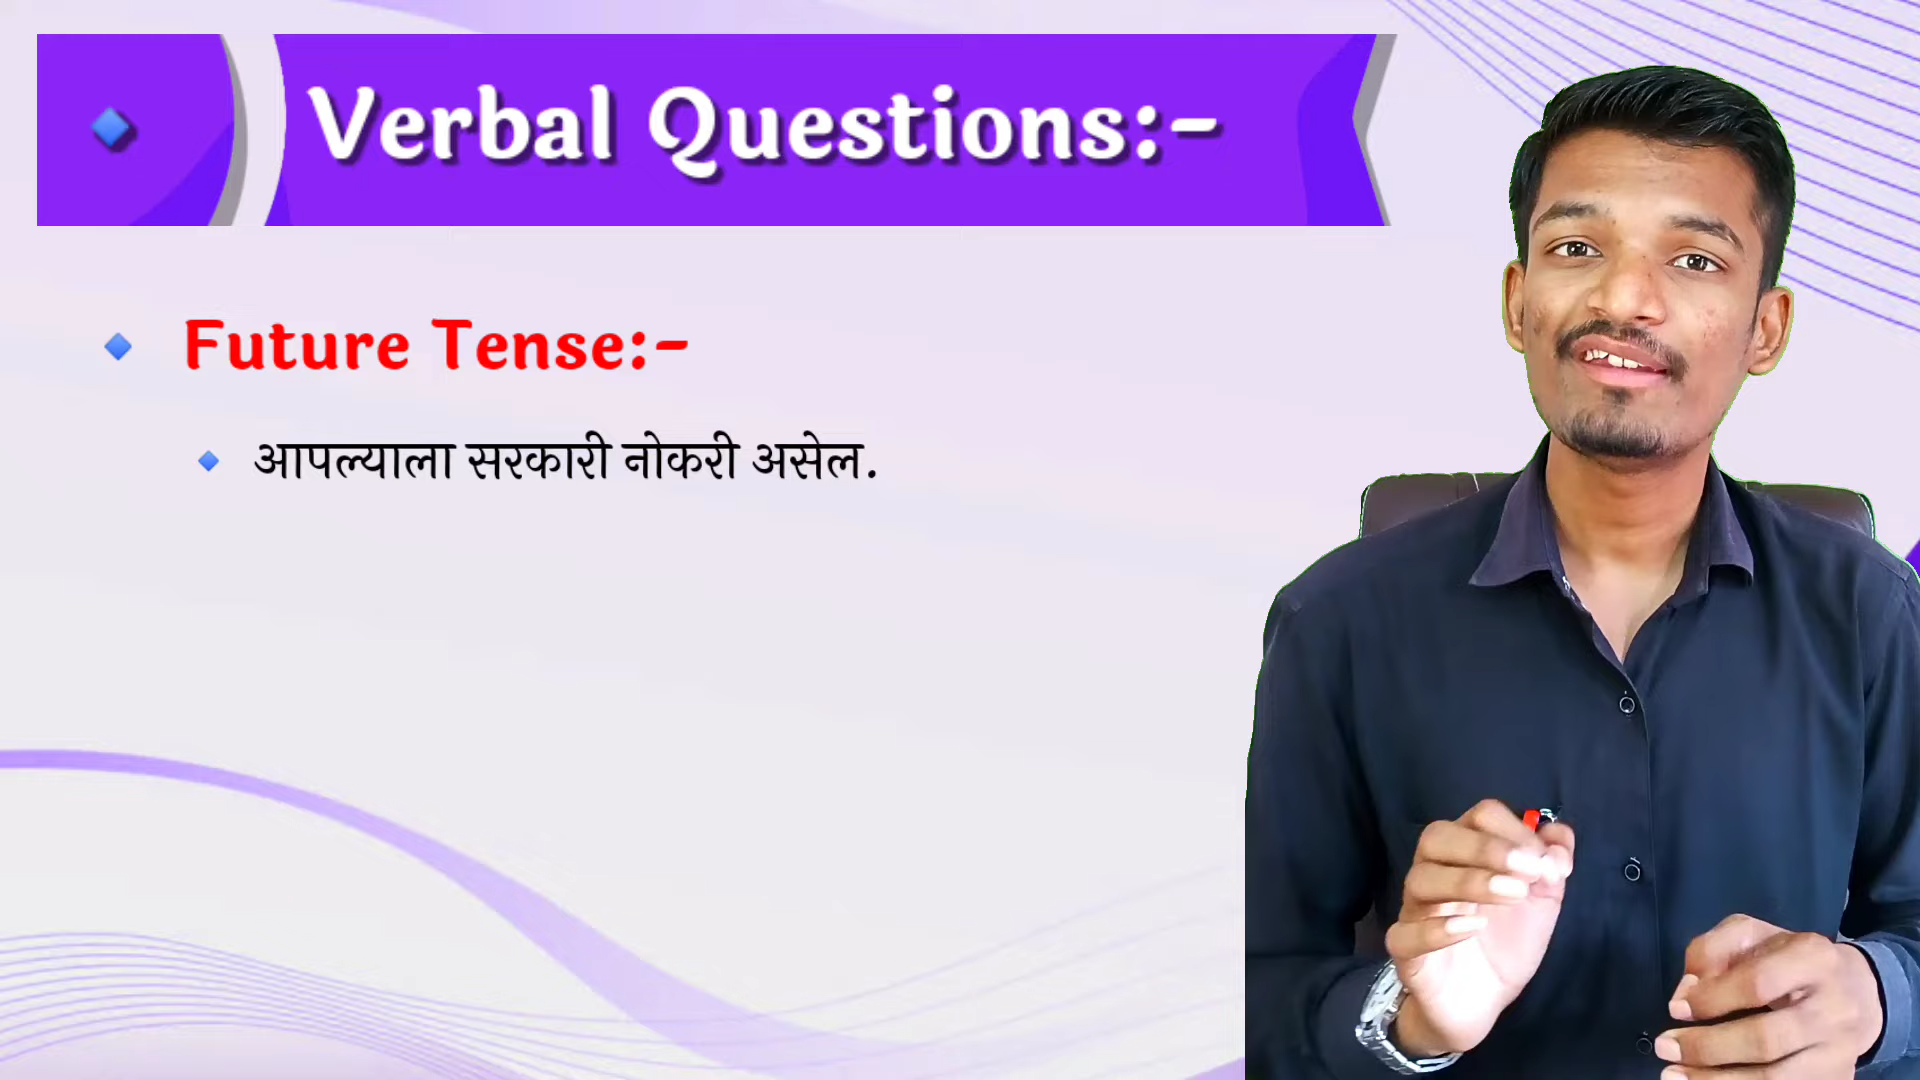 Verbal Questions:-
Future Tense:-
आपल्याला सरकारी नोकरी असेल.